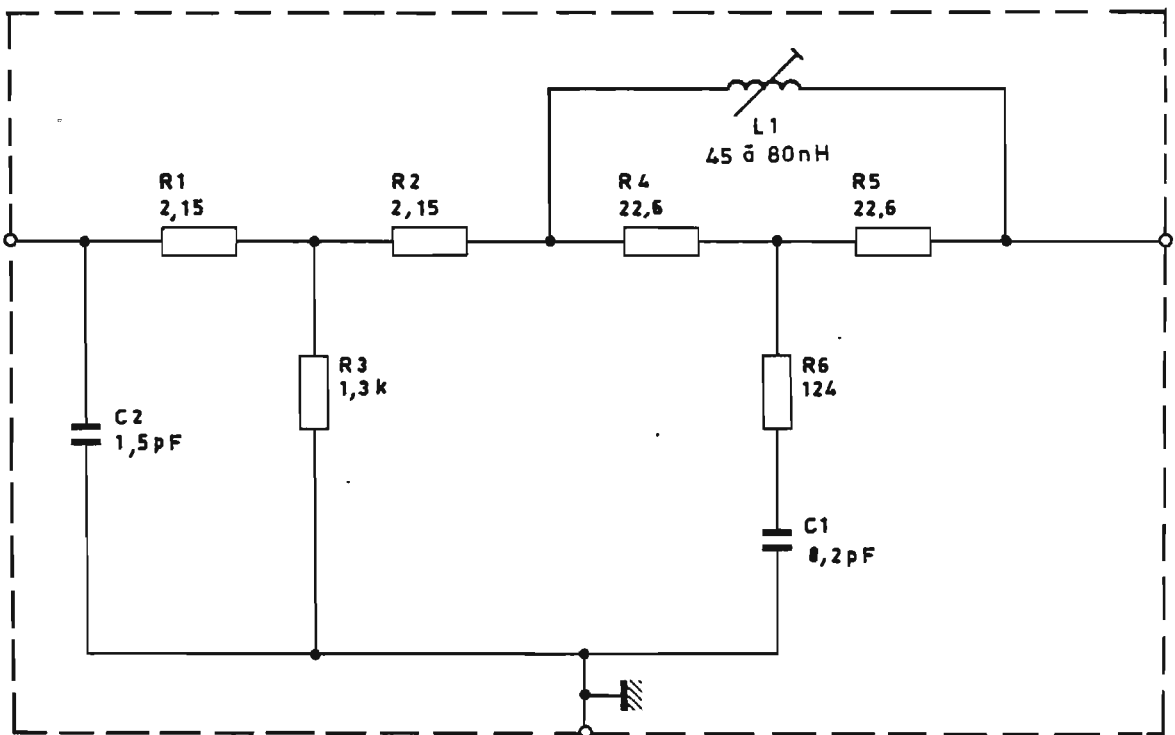 L1
45 à 80nH
R1
2,15
R2
2,15
R4
22,6
R5
22,6
R3
1,3k
R6
124
C2
1,5pF
C1
8,2pF